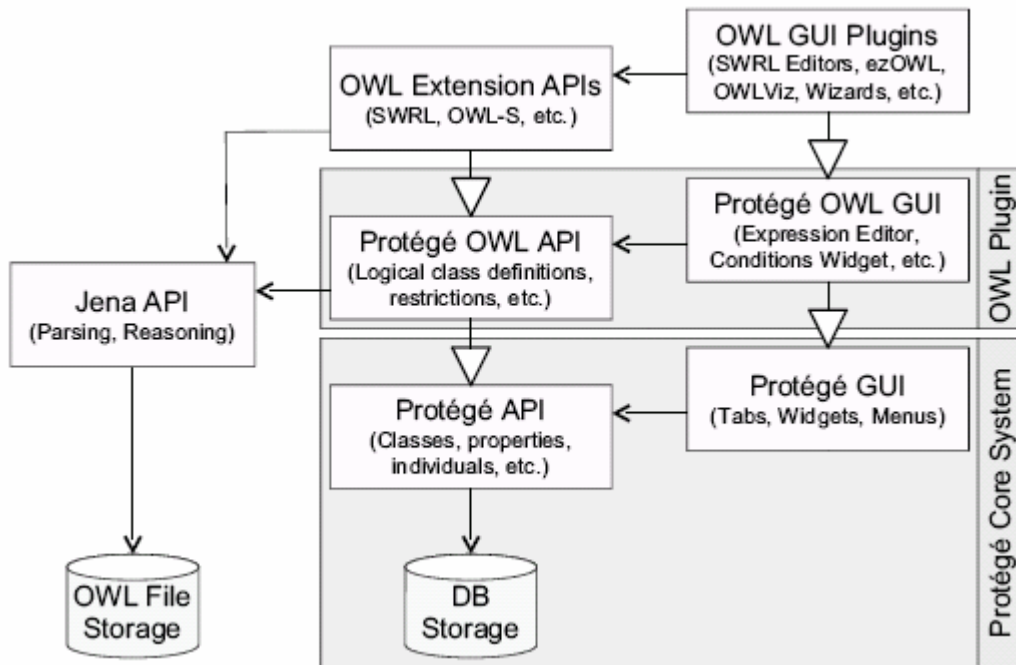 OWL GUI Plugins
(SWRL Editors, ezOWL,
OWLViz, Wizards, etc.)
OWL Extension APIs
(SWRL, OWL-S, etc.)
Protégé OWL GUI
(Expression Editor,
Conditions Widget, etc.)
Protégé OWL API
(Logical class definitions,
restrictions, etc.)
OWL Plugin
Jena API
(Parsing, Reasoning)
Protégé GUI
(Tabs, Widgets, Menus)
Protégé API
(Classes, properties,
individuals, etc.)
Protégé Core System
OWL File
Storage
DB
Storage